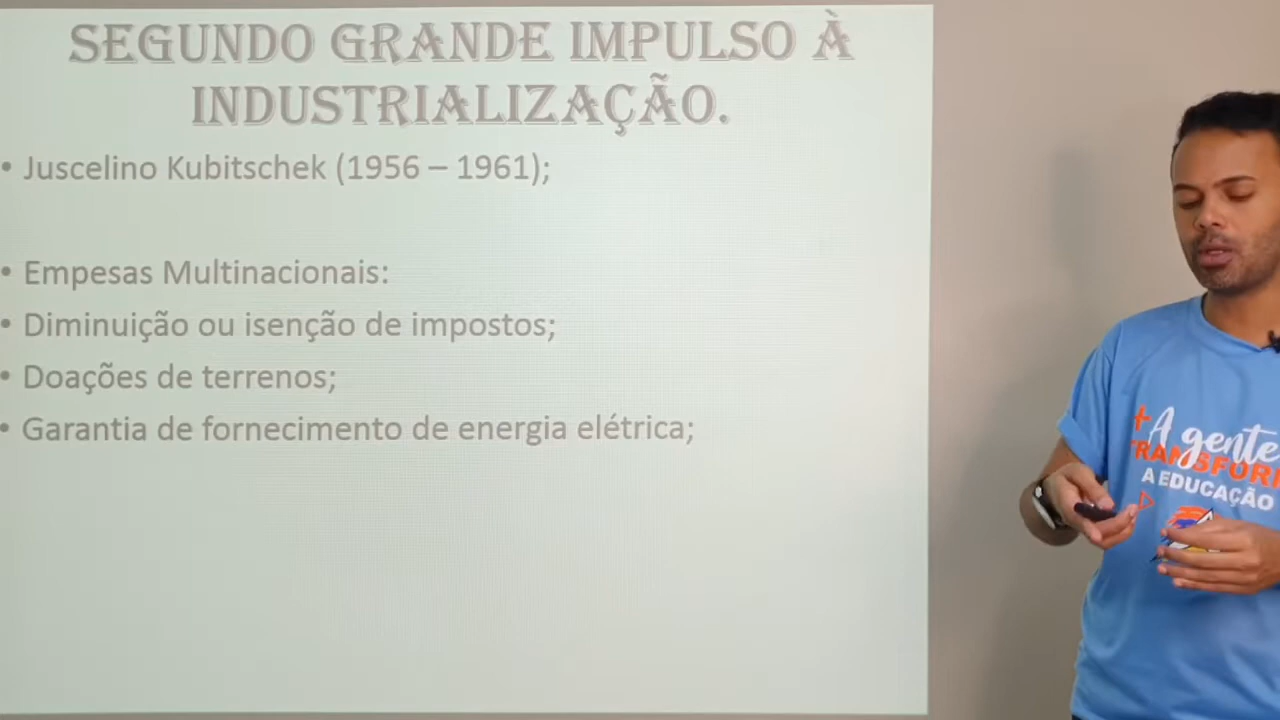 SEGUNDO GRANDE IMPULSO À
INDUSTRIALIZAÇÃO.
• Juscelino Kubitschek (1956 – 1961);
• Empesas Multinacionais:
• Diminuição ou isenção de impostos;
• Doações de terrenos;
• Garantia de fornecimento de energia elétrica;
+A gente
TRANSFOR
A EDUCAÇÃO